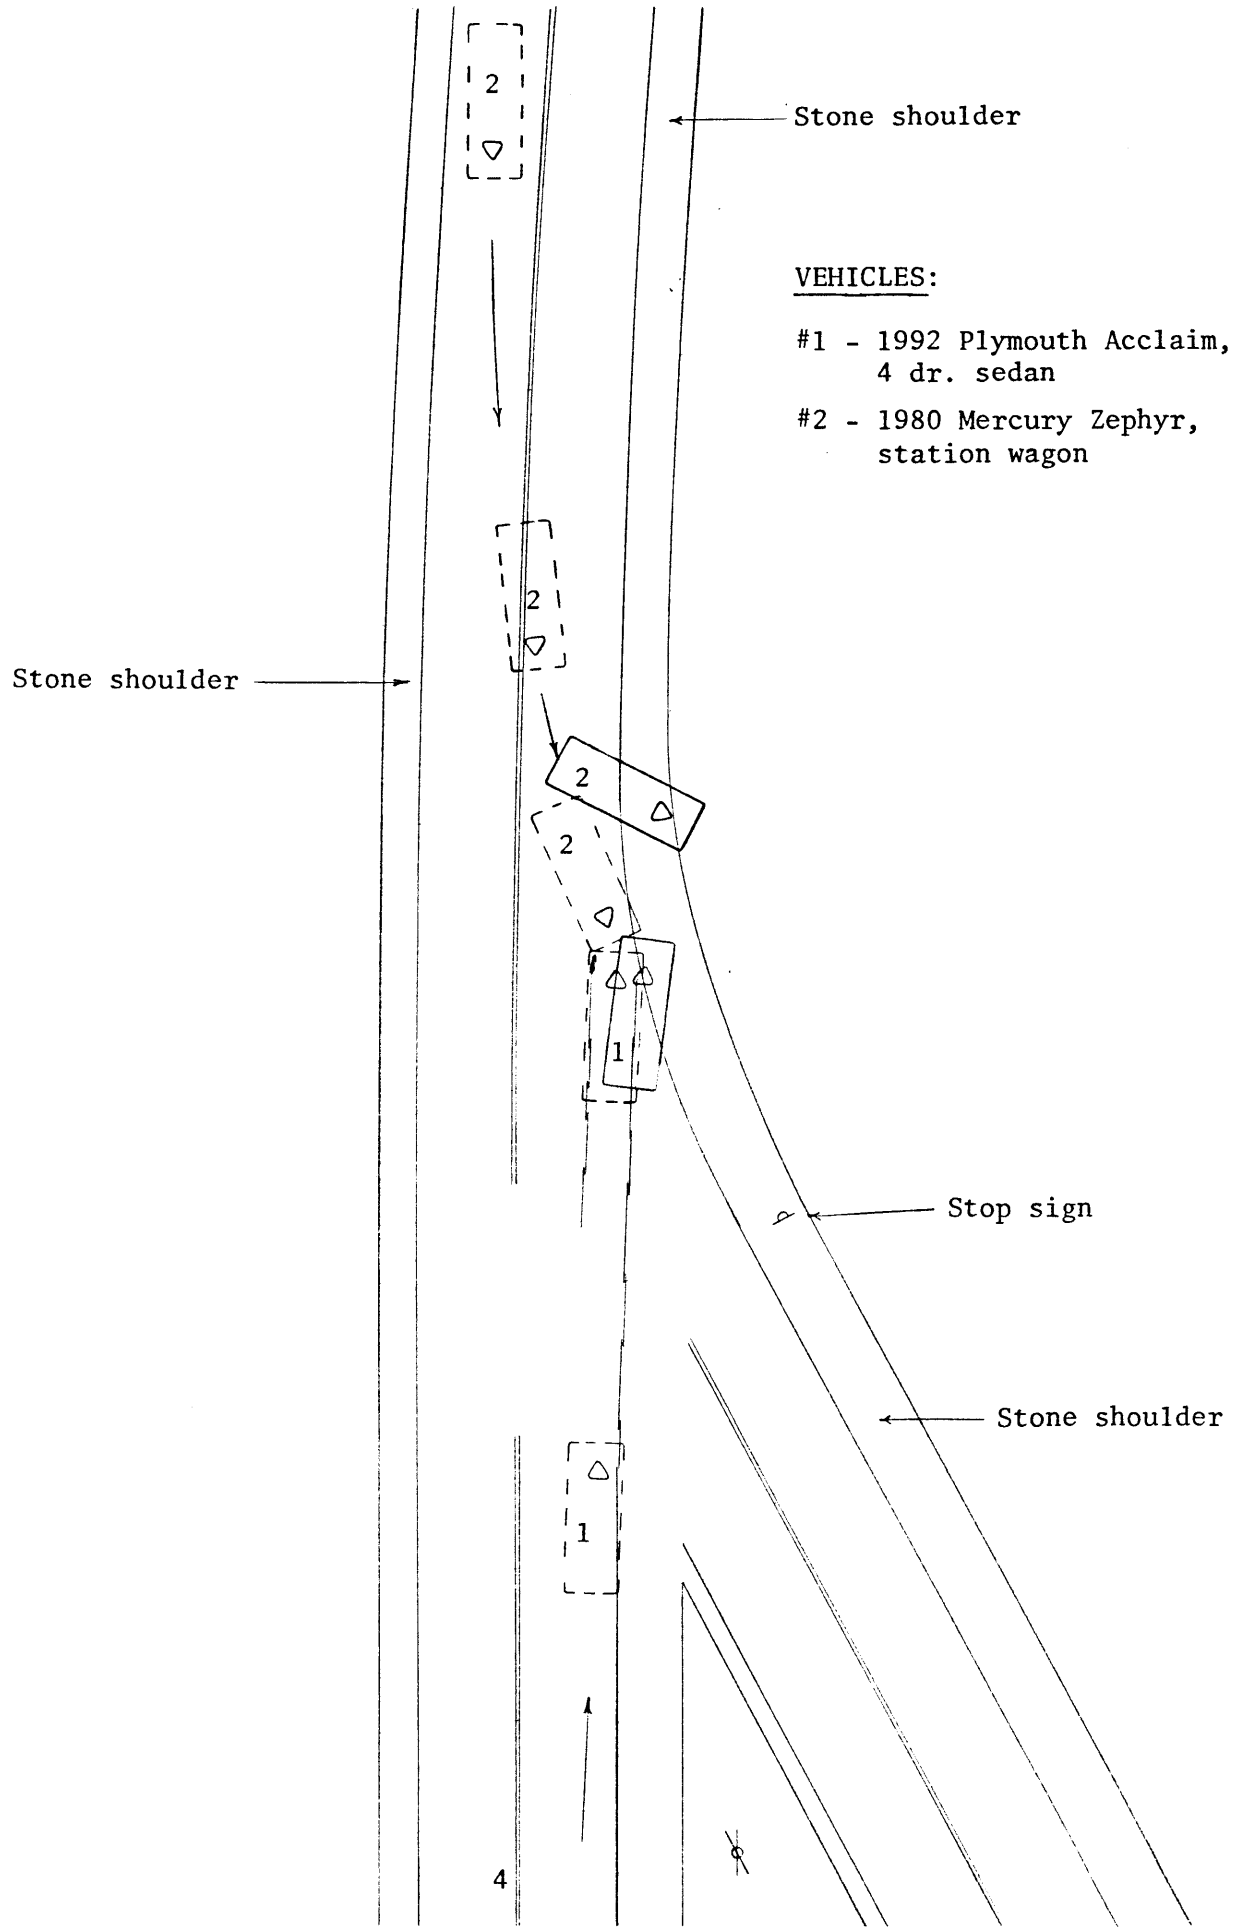 2
Stone shoulder
VEHICLES:
#1 - 1992 Plymouth Acclaim,
4 dr. sedan
#2 - 1980 Mercury Zephyr,
station wagon
2
Stone shoulder
2
2
1
Stop sign
Stone shoulder
1
4